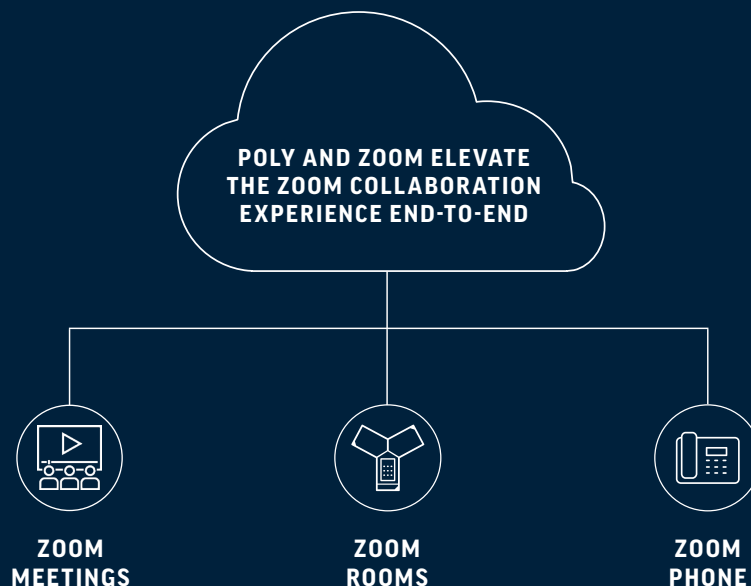 POLY AND ZOOM ELEVATE
THE ZOOM COLLABORATION
EXPERIENCE END-TO-END
ZOOM
MEETINGS
ZOOM
ROOMS
ZOOM
PHONE